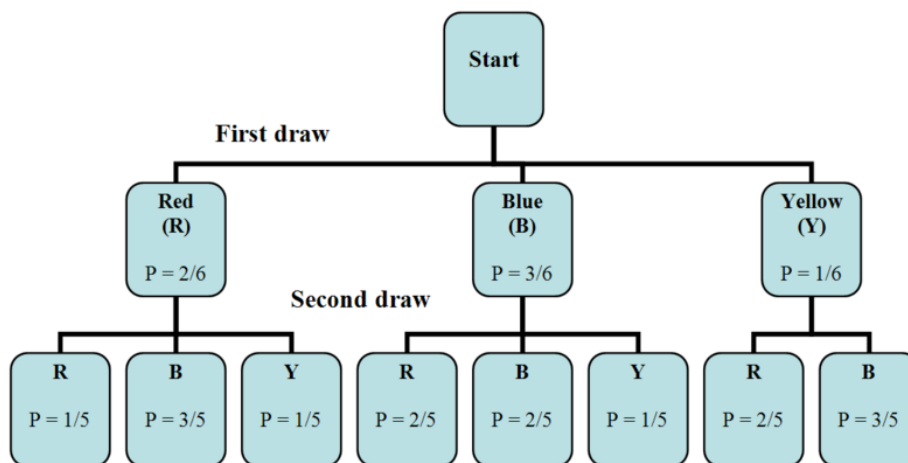 Start
First draw
Red
(R)
P = 2/6
Blue
(B)
P = 3/6
Yellow
(Y)
P = 1/6
Second draw
R
P = 1/5
B
P = 3/5
Y
P = 1/5
R
P = 2/5
B
P = 2/5
Y
P = 1/5
R
P = 2/5
B
P = 3/5